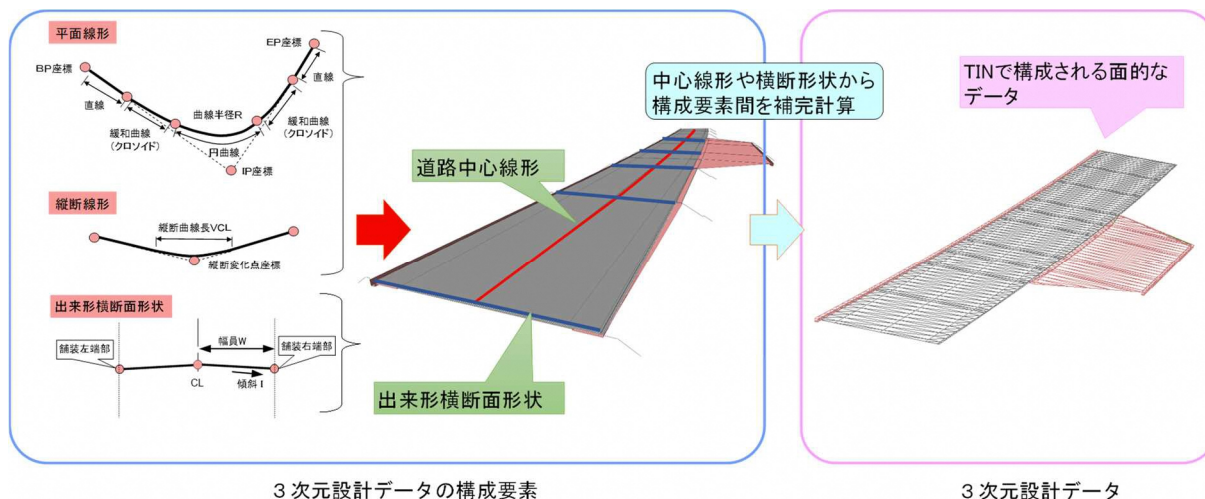 平面線形
BP座標
EP座標
直線
直線
曲線半径R
緩和曲線
(クロソイド)
緩和曲線
(クロソイド)
円曲線
IP座標
縦断線形
縦断曲線長VCL
縦断変化点座標
出来形横断面形状
幅員W
舗装左端部
舗装右端部
CL
傾斜 I
道路中心線形
出来形横断面形状
中心線形や横断形状から
構成要素間を補完計算
TINで構成される面的な
データ
3次元設計データの構成要素
3次元設計データ